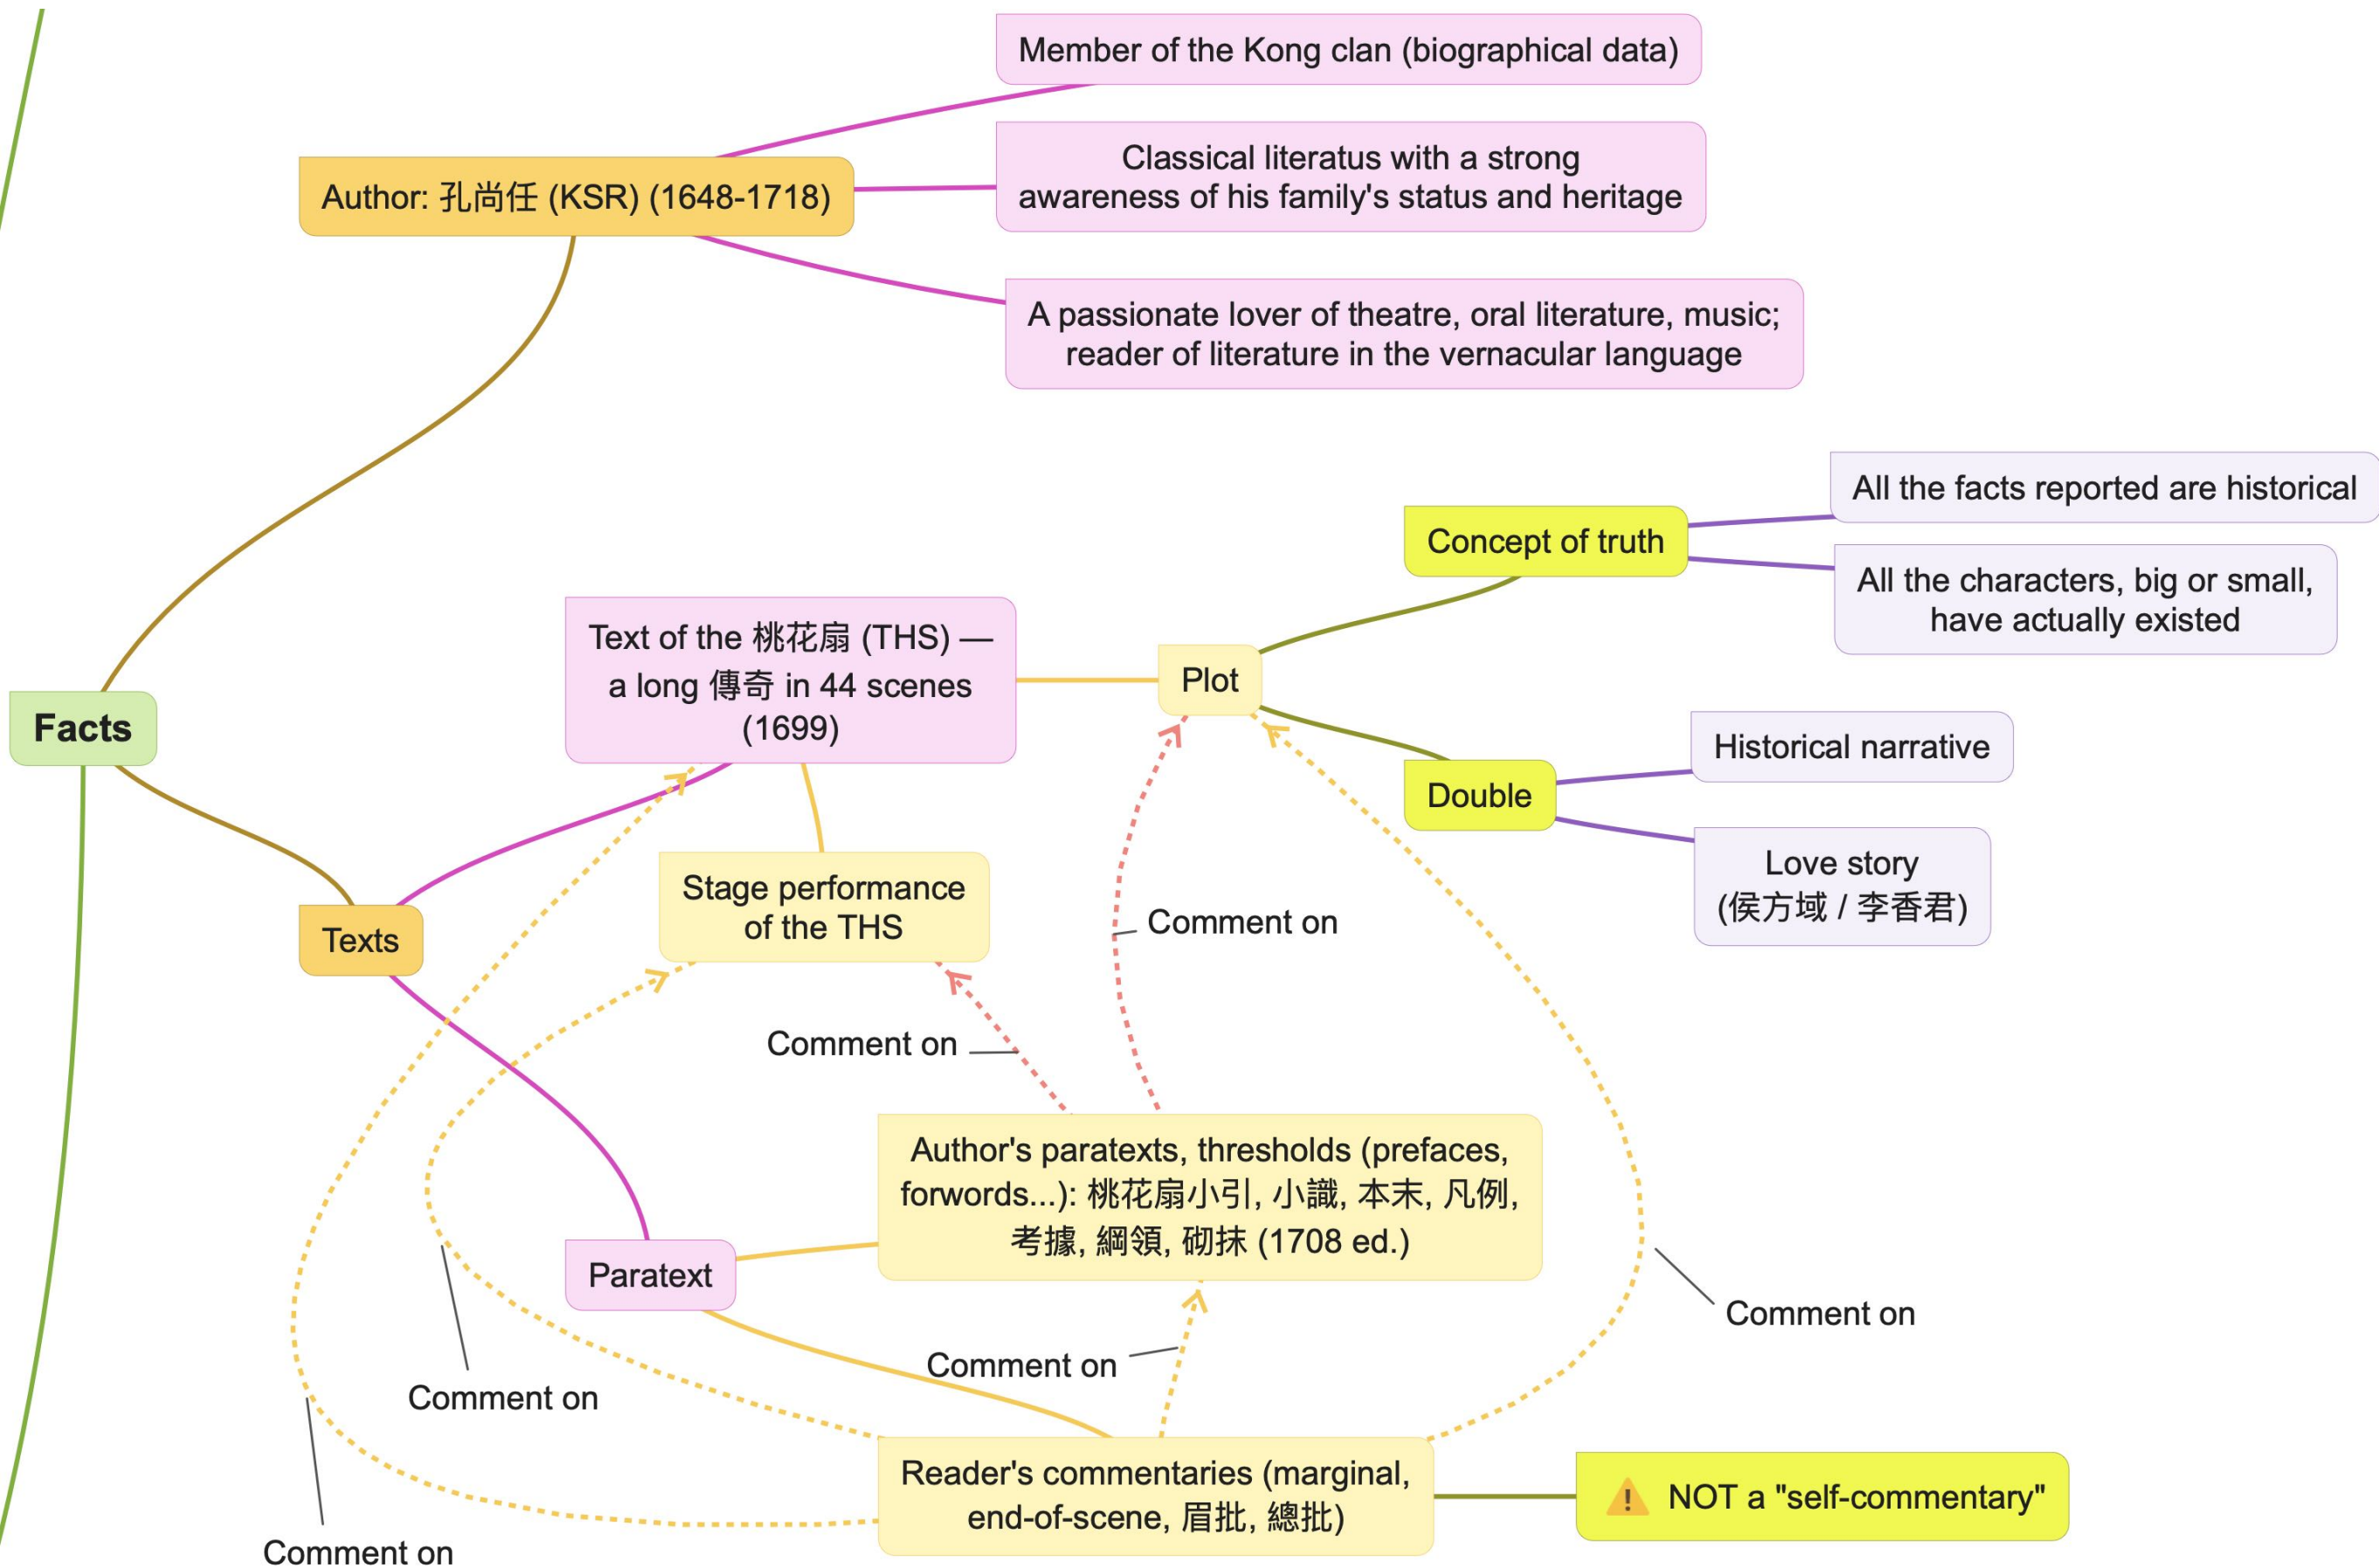 Member of the Kong clan (biographical data)
Classical literatus with a strong
awareness of his family's status and heritage
Author: 孔尚任 (KSR) (1648-1718)
A passionate lover of theatre, oral literature, music;
reader of literature in the vernacular language
All the facts reported are historical
Concept of truth
All the characters, big or small,
have actually existed
Text of the 桃花扇 (THS) —
a long 傳奇 in 44 scenes
(1699)
Plot
Facts
Historical narrative
Double
Love story
(侯方域 / 李香君)
Stage performance
of the THS
Texts
Comment on
Comment on
Author's paratexts, thresholds (prefaces,
forwords...): 桃花扇小引, 小識, 本末, 凡例,
考據, 綱領, 砌抹 (1708 ed.)
Paratext
Comment on
Comment on
Comment on
Reader's commentaries (marginal,
end-of-scene, 眉批, 總批)
NOT a "self-commentary"
Comment on